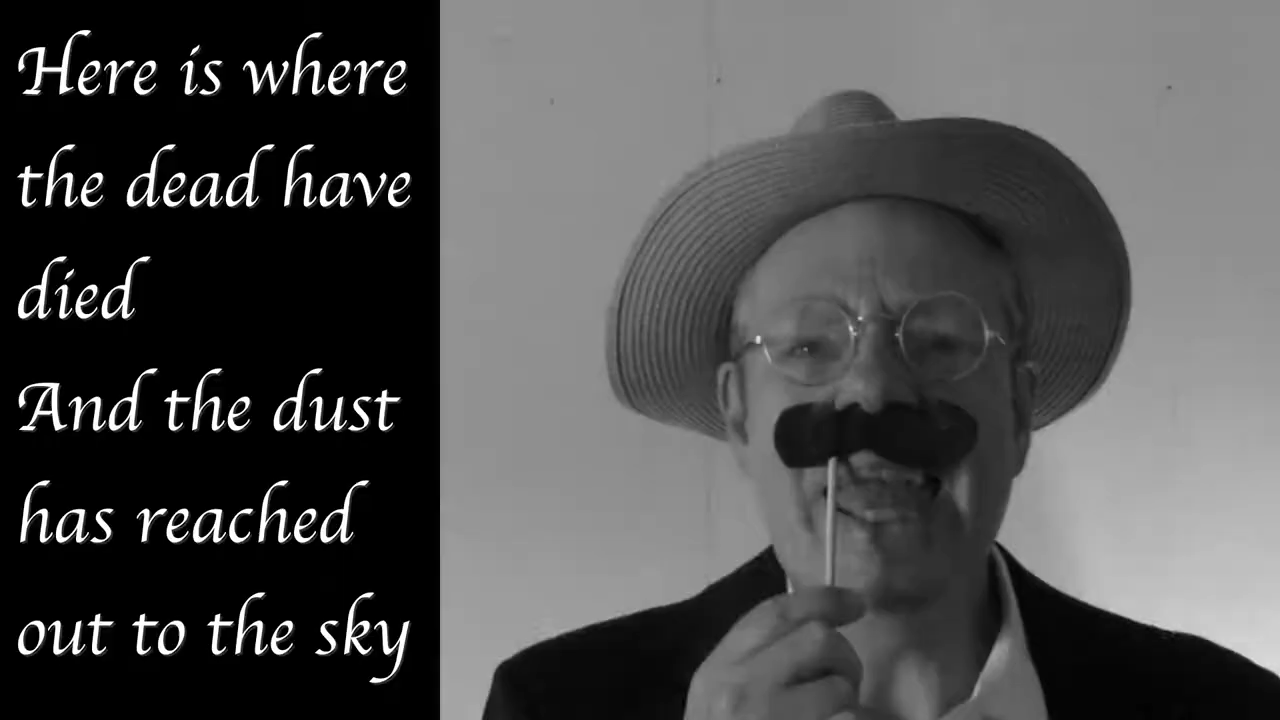 Here is where
the dead have
died
And the dust
has reached
out to the sky